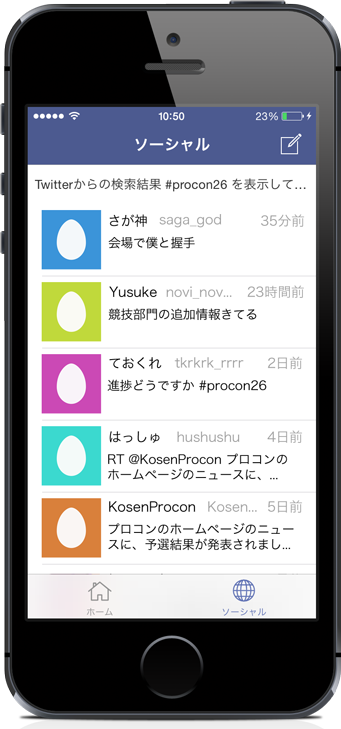 10:50
23%
ソーシャル
Twitterからの検索結果 #procon26 を表示して...
さが神 saga_god 35分前
会場で僕と握手
Yusuke novi_nov... 23時間前
競技部門の追加情報きてる
ておくれ tkrkrk_rrrr 2日前
進捗どうですか #procon26
はっしゅ hushushu 4日前
RT @KosenProcon プロコンの
ホームページのニュースに、...
KosenProcon Kosen... 5日前
プロコンのホームページのニュー
スに、予選結果が発表されまし...
ホーム
ソーシャル